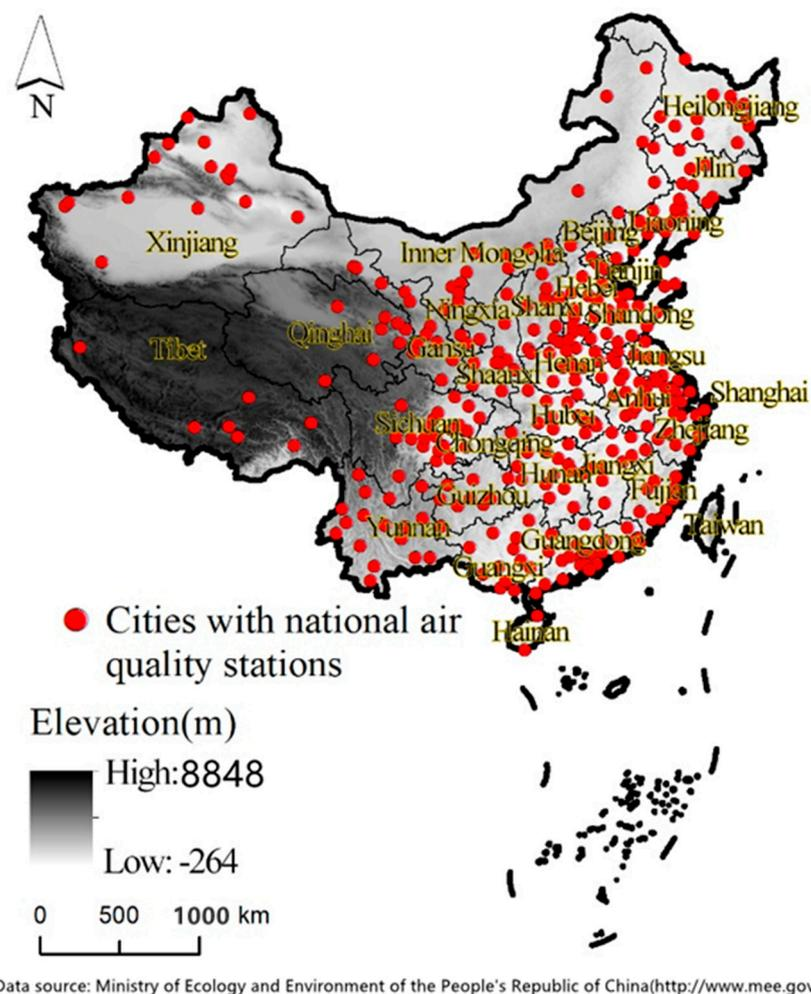 N
Heilongjiang
Jilin
Liaoning
Beijing
Xinjiang
Inner Mongolia
Tianjin
Hebei
Ningxia
Shanxi
Shandong
Qinghai
Tibet
Gansu
Henan
Jiangsu
Shaanxi
Anhui
Shanghai
Sichuan
Hubei
Chongqing
Zhejiang
Hunan
Jiangxi
Guizhou
Fujian
Yunnan
Guangdong
Taiwan
Guangxi
Hainan
Cities with national air
quality stations
Elevation(m)
High:8848
Low: -264
0 500 1000 km
Data source: Ministry of Ecology and Environment of the People's Republic of China(http://www.mee.gov